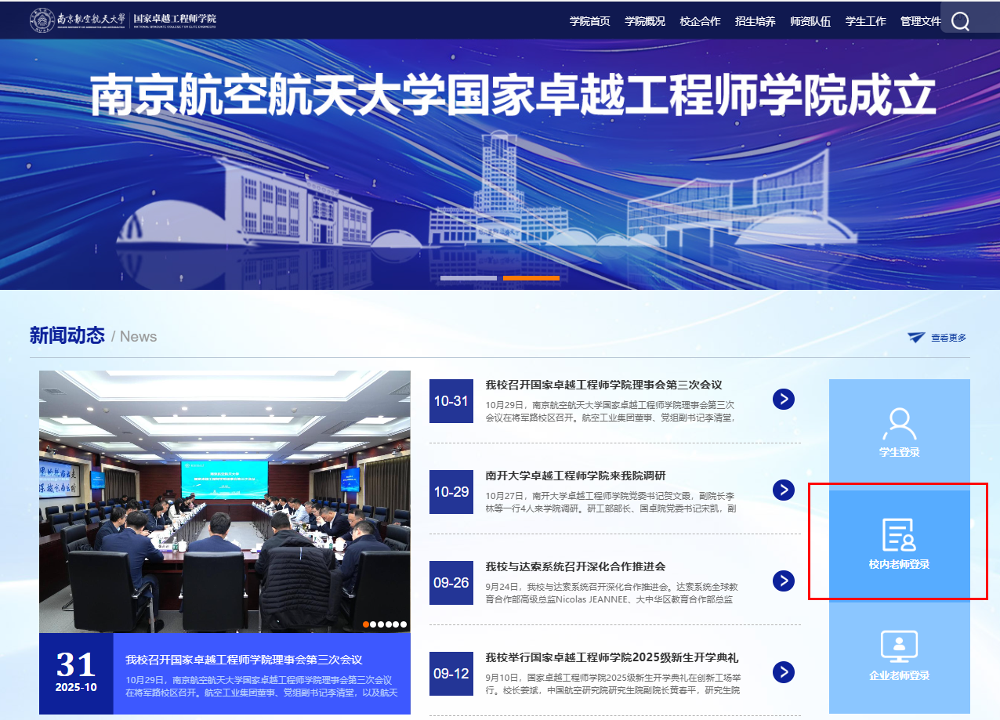 南京航空航天大学
国家卓越工程师学院
NATIONAL GRADUATE COLLEGE FOR ELITE ENGINEERS
学院首页 学院概况 校企合作 招生培养 师资队伍 学生工作 管理文件
南京航空航天大学国家卓越工程师学院成立
新闻动态 / News
查看更多
31
2025-10
我校召开国家卓越工程师学院理事会第三次会议
10月29日，南京航空航天大学国家卓越工程师学院理事会第三次会议
在将军路校区召开。航空工业集团董事、党组副书记李清堂，以及航天
10-31
我校召开国家卓越工程师学院理事会第三次会议
10月29日，南京航空航天大学国家卓越工程师学院理事会第三次
会议在将军路校区召开。航空工业集团董事、党组副书记李清堂，
10-29
南开大学卓越工程师学院来我院调研
10月27日，南开大学卓越工程师学院党委书记贺文霞，副院长李
林等一行4人来学院调研。研工部部长、国卓院党委书记宋凯，副
09-26
我校与达索系统召开深化合作推进会
9月24日，我校与达索系统召开深化合作推进会。达索系统全球教
育合作部高级总监Nicolas JEANNEE、大中华区教育合作部总监
09-12
我校举行国家卓越工程师学院2025级新生开学典礼
9月10日，国家卓越工程师学院2025级新生开学典礼在创新工场举
行。校长姜斌，中国航空研究院研究生院副院长黄春平，研究生院
学生登录
校内老师登录
企业老师登录